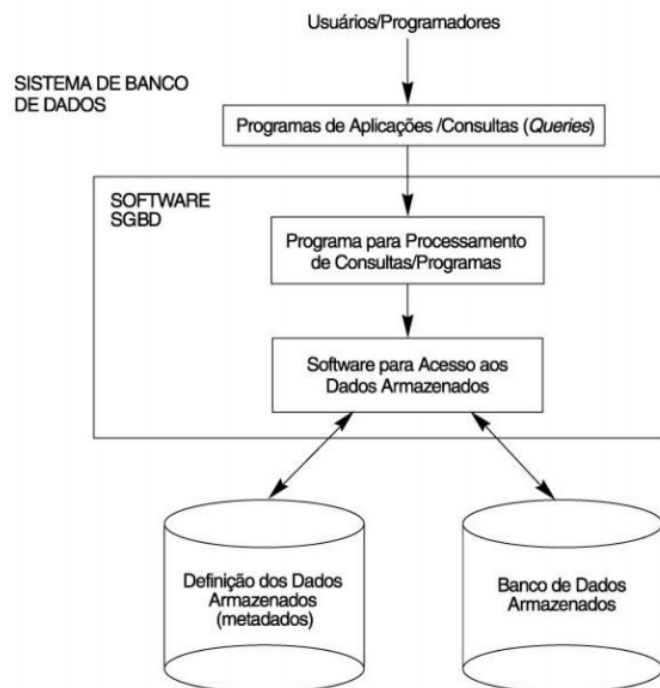 Usuários/Programadores
SISTEMA DE BANCO
DE DADOS
Programas de Aplicações /Consultas (Queries)
SOFTWARE
SGBD
Programa para Processamento
de Consultas/Programas
Software para Acesso aos
Dados Armazenados
Definição dos Dados
Armazenados
(metadados)
Banco de Dados
Armazenados